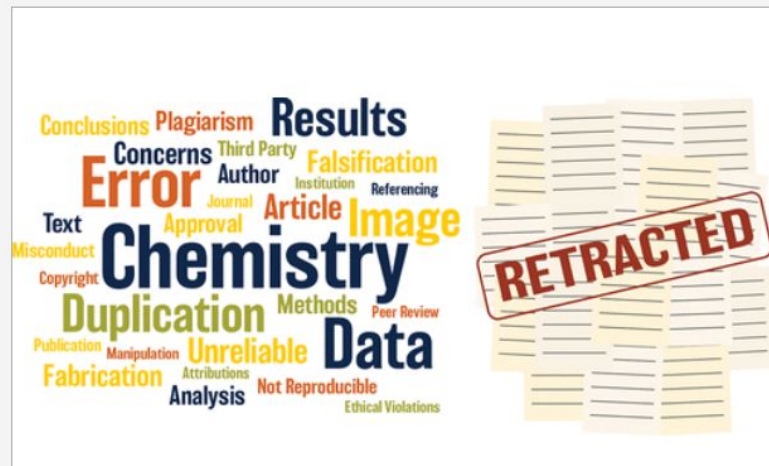 Results
Conclusions Plagiarism
Concerns Third Party
Falsification
Error Author
Institution Referencing
Journal
Text Approval Article Image
Misconduct Chemistry
Copyright
Duplication Methods Peer Review
Data
Publication Manipulation Unreliable
Fabrication Attributions
Analysis Not Reproducible
Ethical Violations
RETRACTED